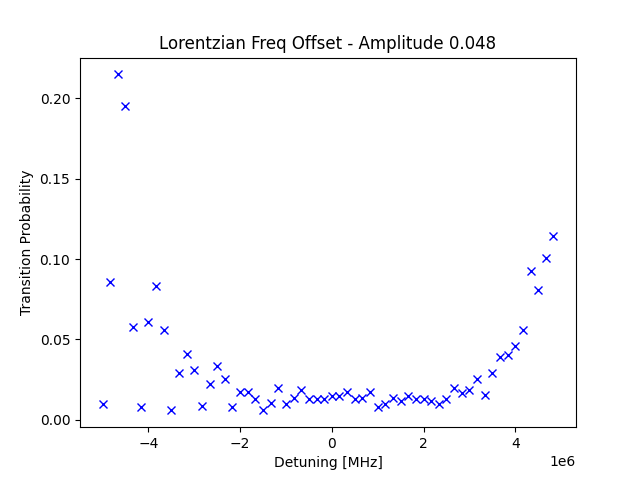 Lorentzian Freq Offset - Amplitude 0.048
Transition Probability
0.20
0.15
0.10
0.05
0.00
−4
−2
0
2
4
1e6
Detuning [MHz]